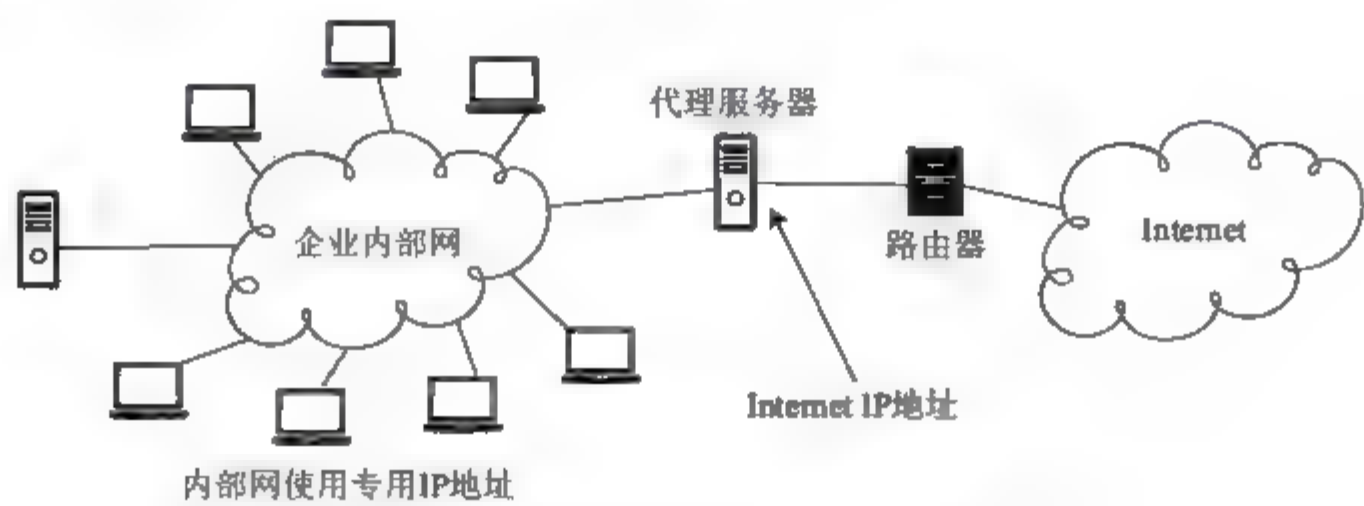 代理服务器
企业内部网
路由器
Internet
Internet IP地址
内部网使用专用IP地址